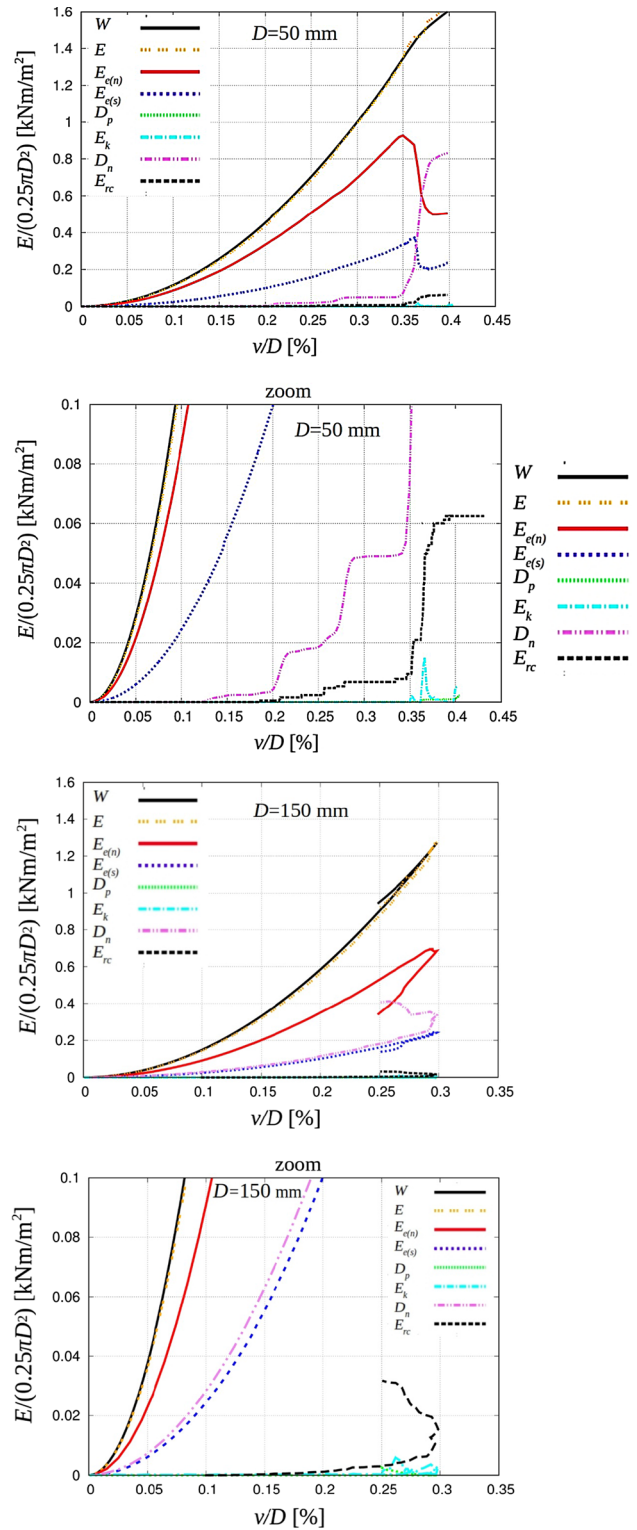 D=50 mm
W
E
Ee(n)
Ee(s)
Dp
Ek
Dn
Erc
E/(0.25πD²) [kNm/m²]
1.6
1.4
1.2
1
0.8
0.6
0.4
0.2
0
0 0.05 0.1 0.15 0.2 0.25 0.3 0.35 0.4 0.45
v/D [%]
zoom
D=50 mm
E/(0.25πD²) [kNm/m²]
0.1
0.08
0.06
0.04
0.02
0
0 0.05 0.1 0.15 0.2 0.25 0.3 0.35 0.4 0.45
v/D [%]
W
E
Ee(n)
Ee(s)
Dp
Ek
Dn
Erc
D=150 mm
W
E
Ee(n)
Ee(s)
Dp
Ek
Dn
Erc
E/(0.25πD²) [kNm/m²]
1.6
1.4
1.2
1
0.8
0.6
0.4
0.2
0
0 0.05 0.1 0.15 0.2 0.25 0.3 0.35
v/D [%]
zoom
D=150 mm
W
E
Ee(n)
Ee(s)
Dp
Ek
Dn
Erc
E/(0.25πD²) [kNm/m²]
0.1
0.08
0.06
0.04
0.02
0
0 0.05 0.1 0.15 0.2 0.25 0.3 0.35
v/D [%]